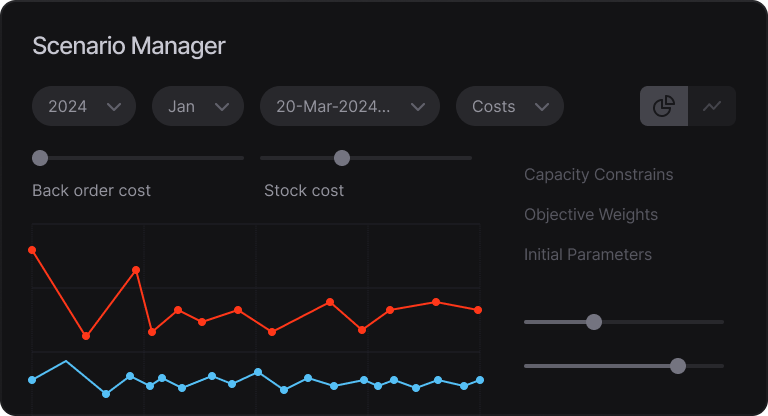 Scenario Manager
2024 Jan 20-Mar-2024... Costs
Back order cost Stock cost
Capacity Constrains
Objective Weights
Initial Parameters